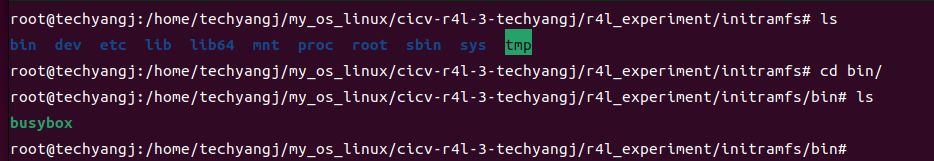 root@techyangj:/home/techyangj/my_os_linux/cicv-r4l-3-techyangj/r4l_experiment/initramfs# ls
bin dev etc lib lib64 mnt proc root sbin sys tmp
root@techyangj:/home/techyangj/my_os_linux/cicv-r4l-3-techyangj/r4l_experiment/initramfs# cd bin/
root@techyangj:/home/techyangj/my_os_linux/cicv-r4l-3-techyangj/r4l_experiment/initramfs/bin# ls
busybox
root@techyangj:/home/techyangj/my_os_linux/cicv-r4l-3-techyangj/r4l_experiment/initramfs/bin#